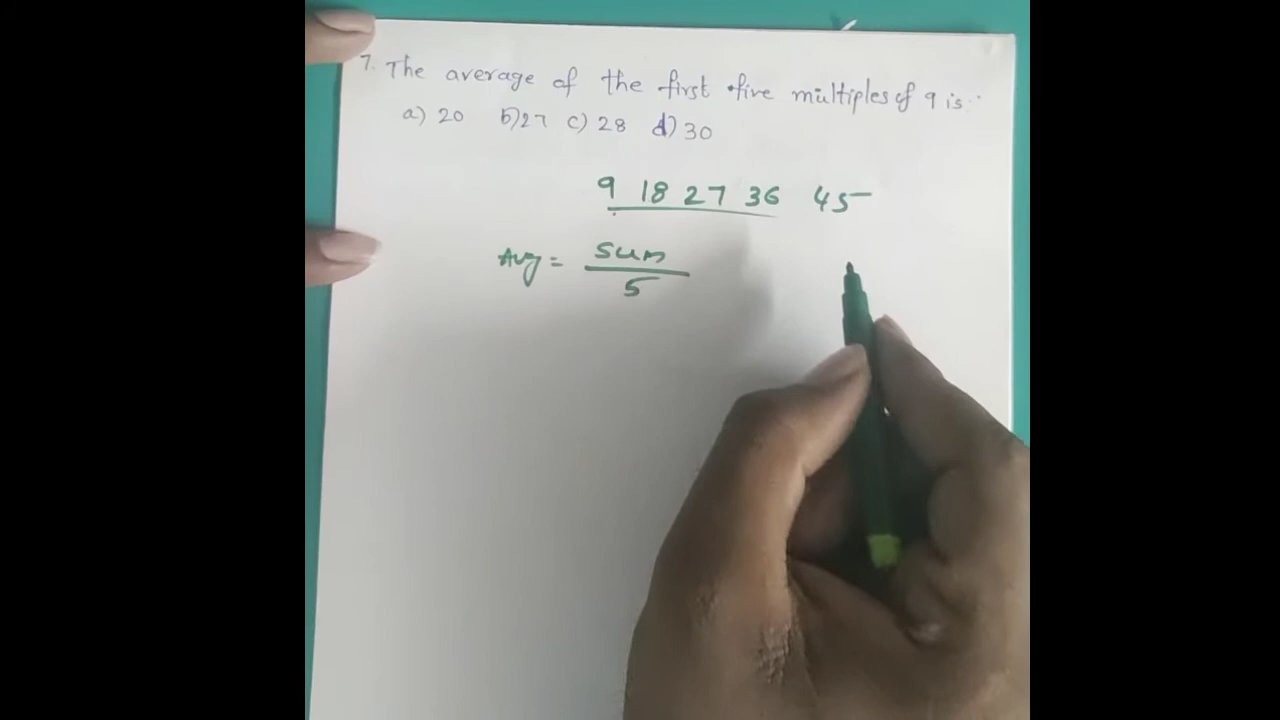 7. The average of the first five multiples of 9 is..
a) 20 b) 27 c) 28 d) 30
9 18 27 36 45
Avg = sum
5